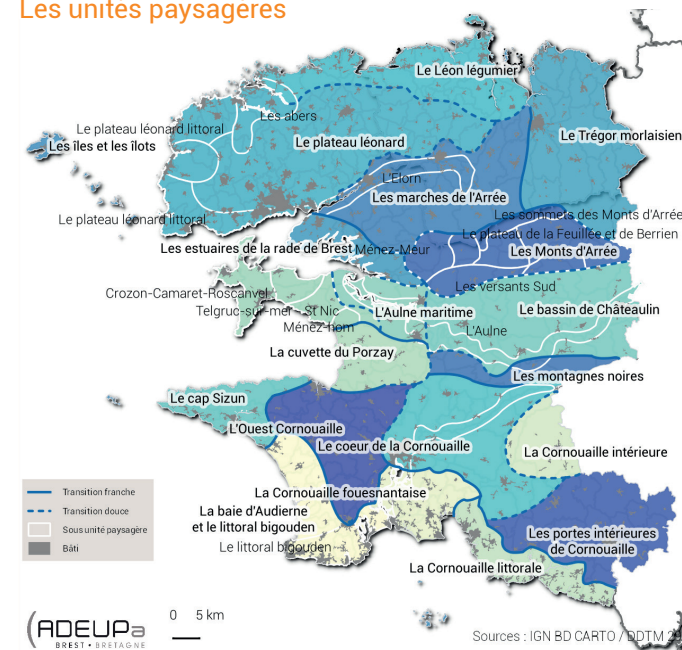 Les unités paysagères
Le Léon légumier
Les abers
Le plateau léonard littoral
Le plateau léonard
Le Trégor morlaisien
Les îles et les îlots
L'Elorn
Les marches de l'Arrée
Le plateau léonard littoral
Les sommets des Monts d'Arrée
Le plateau de la Feuillée et de Berrien
Les estuaires de la rade de Brest
Ménez-Meur
Les Monts d'Arrée
Les versants Sud
Crozon-Camaret-Roscanvel
Telgruc-sur-mer - St Nic
L'Aulne maritime
Le bassin de Châteaulin
Ménez-hom
L'Aulne
La cuvette du Porzay
Les montagnes noires
Le cap Sizun
L'Ouest Cornouaille
Le coeur de la Cornouaille
La Cornouaille intérieure
La Cornouaille fouesnantaise
La baie d'Audierne
et le littoral bigouden
Les portes intérieures
de Cornouaille
Le littoral bigouden
La Cornouaille littorale
Transition franche
Transition douce
Sous unité paysagère
Bâti
0 5 km
ADEUPa
BREST • BRETAGNE
Sources : IGN BD CARTO / DDTM 29